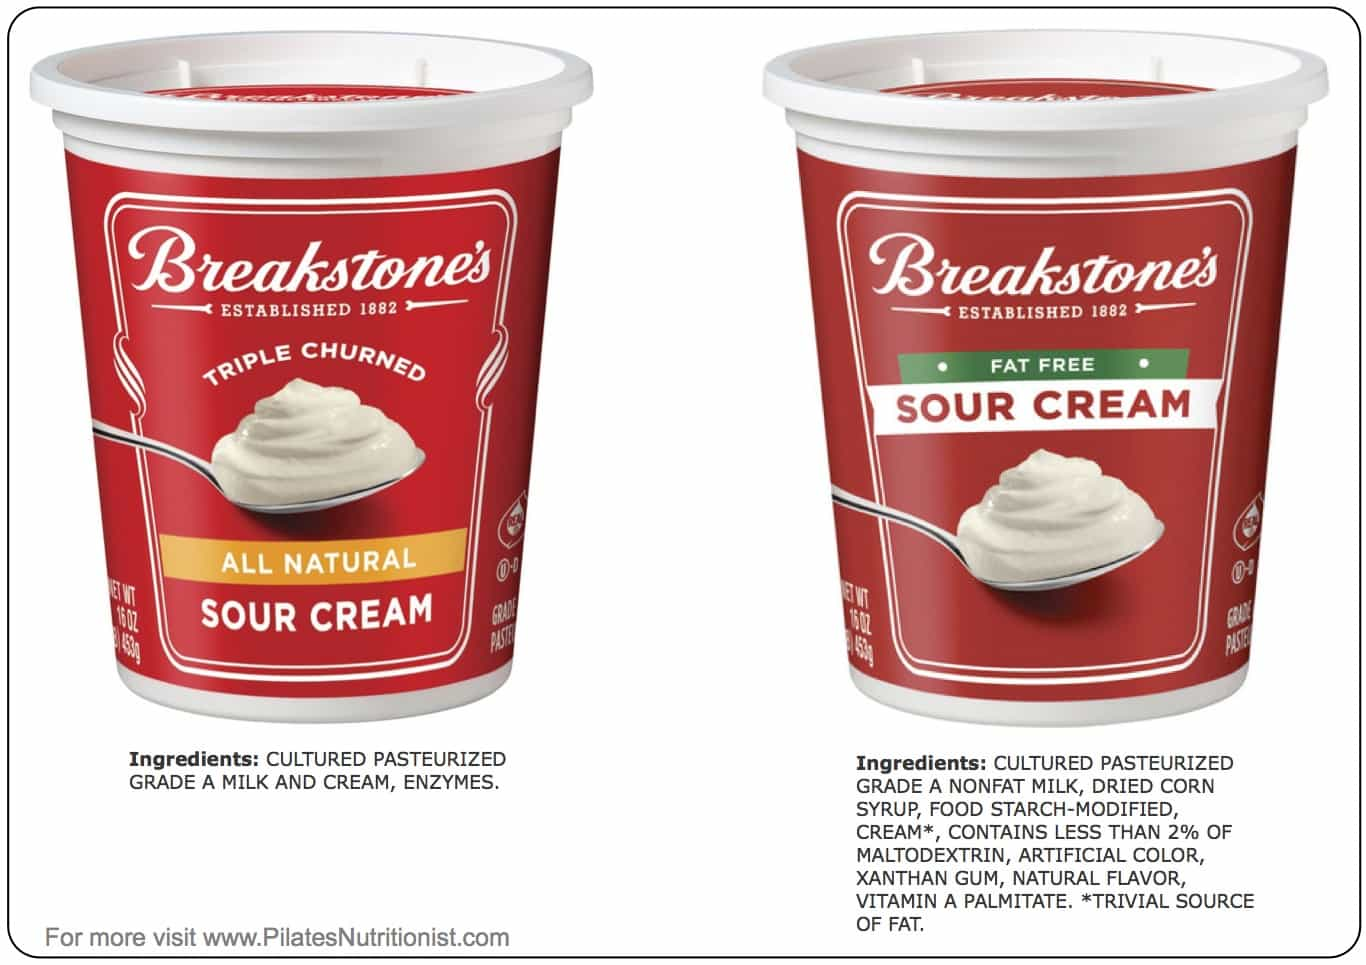 Breakstone's
ESTABLISHED 1882
TRIPLE CHURNED
ALL NATURAL
SOUR CREAM
NET WT
16 OZ
453g
REAL
U-D
GRADE
Ingredients: CULTURED PASTEURIZED
GRADE A MILK AND CREAM, ENZYMES.
Breakstone's
ESTABLISHED 1882
FAT FREE
SOUR CREAM
NET WT
16 OZ
453g
REAL
U-D
GRADE
Ingredients: CULTURED PASTEURIZED
GRADE A NONFAT MILK, DRIED CORN
SYRUP, FOOD STARCH-MODIFIED,
CREAM*, CONTAINS LESS THAN 2% OF
MALTODEXTRIN, ARTIFICIAL COLOR,
XANTHAN GUM, NATURAL FLAVOR,
VITAMIN A PALMITATE. *TRIVIAL SOURCE
OF FAT.
For more visit www.PilatesNutritionist.com